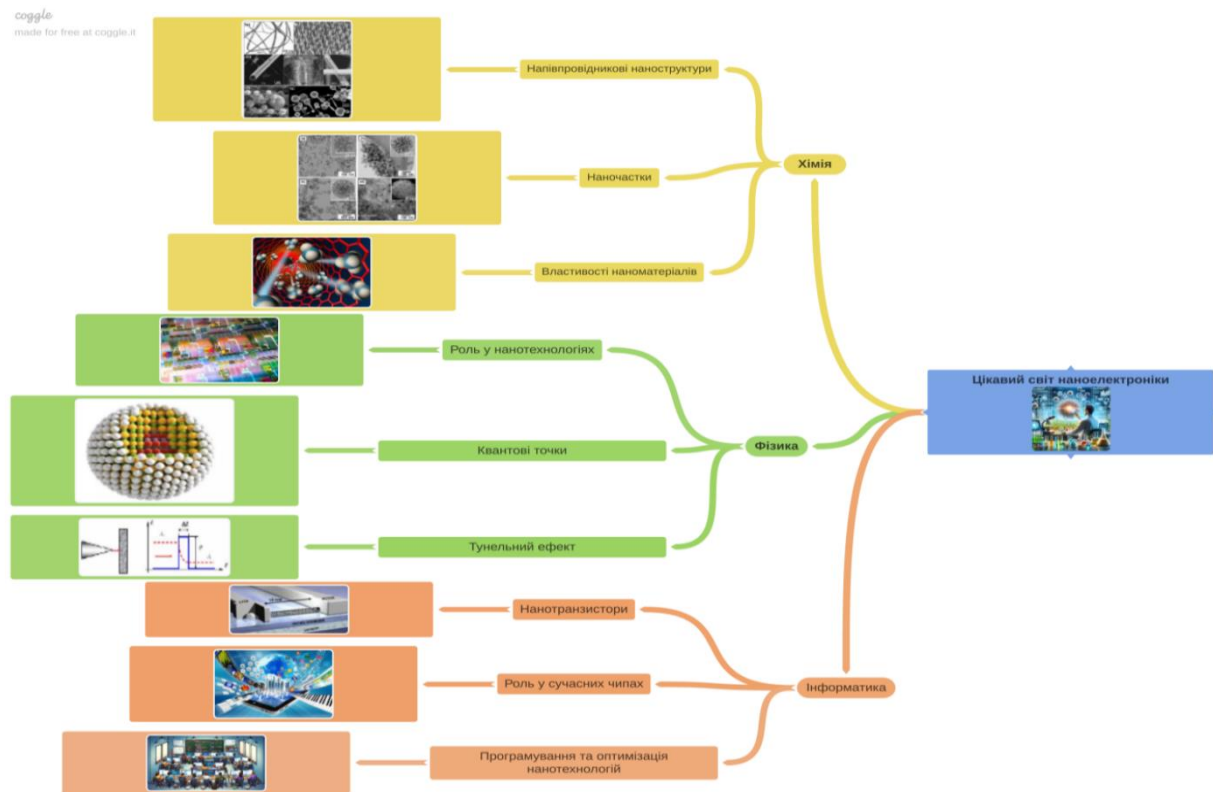 coggle
made for free at coggle.it
Напівпровідникові наноструктури
Хімія
Наночастки
Властивості наноматеріалів
Роль у нанотехнологіях
Цікавий світ наноелектроніки
Квантові точки
Фізика
Тунельний ефект
Нанотранзистори
Роль у сучасних чипах
Інформатика
Програмування та оптимізація
нанотехнологій